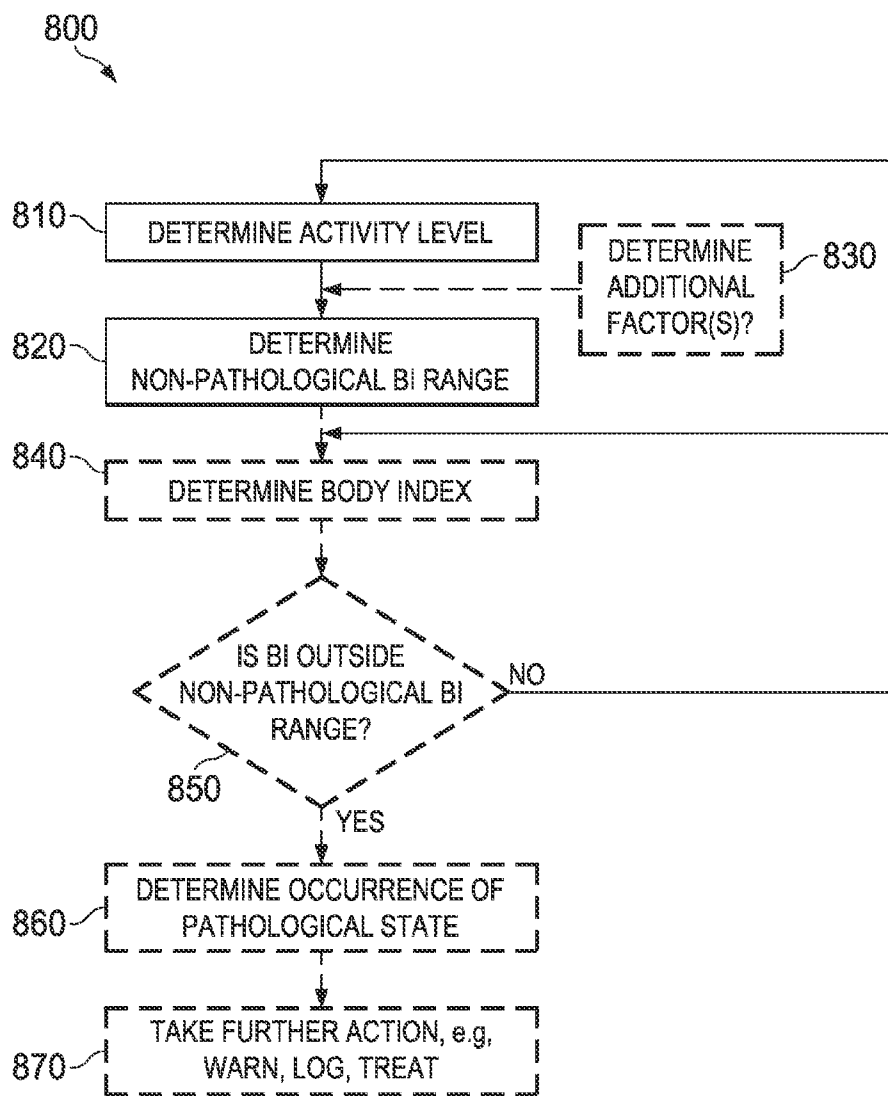 800
810
DETERMINE ACTIVITY LEVEL
DETERMINE
ADDITIONAL
FACTOR(S)?
830
820
DETERMINE
NON-PATHOLOGICAL BI RANGE
840
DETERMINE BODY INDEX
IS BI OUTSIDE
NON-PATHOLOGICAL BI
RANGE?
NO
850
YES
860
DETERMINE OCCURRENCE OF
PATHOLOGICAL STATE
870
TAKE FURTHER ACTION, e.g,
WARN, LOG, TREAT